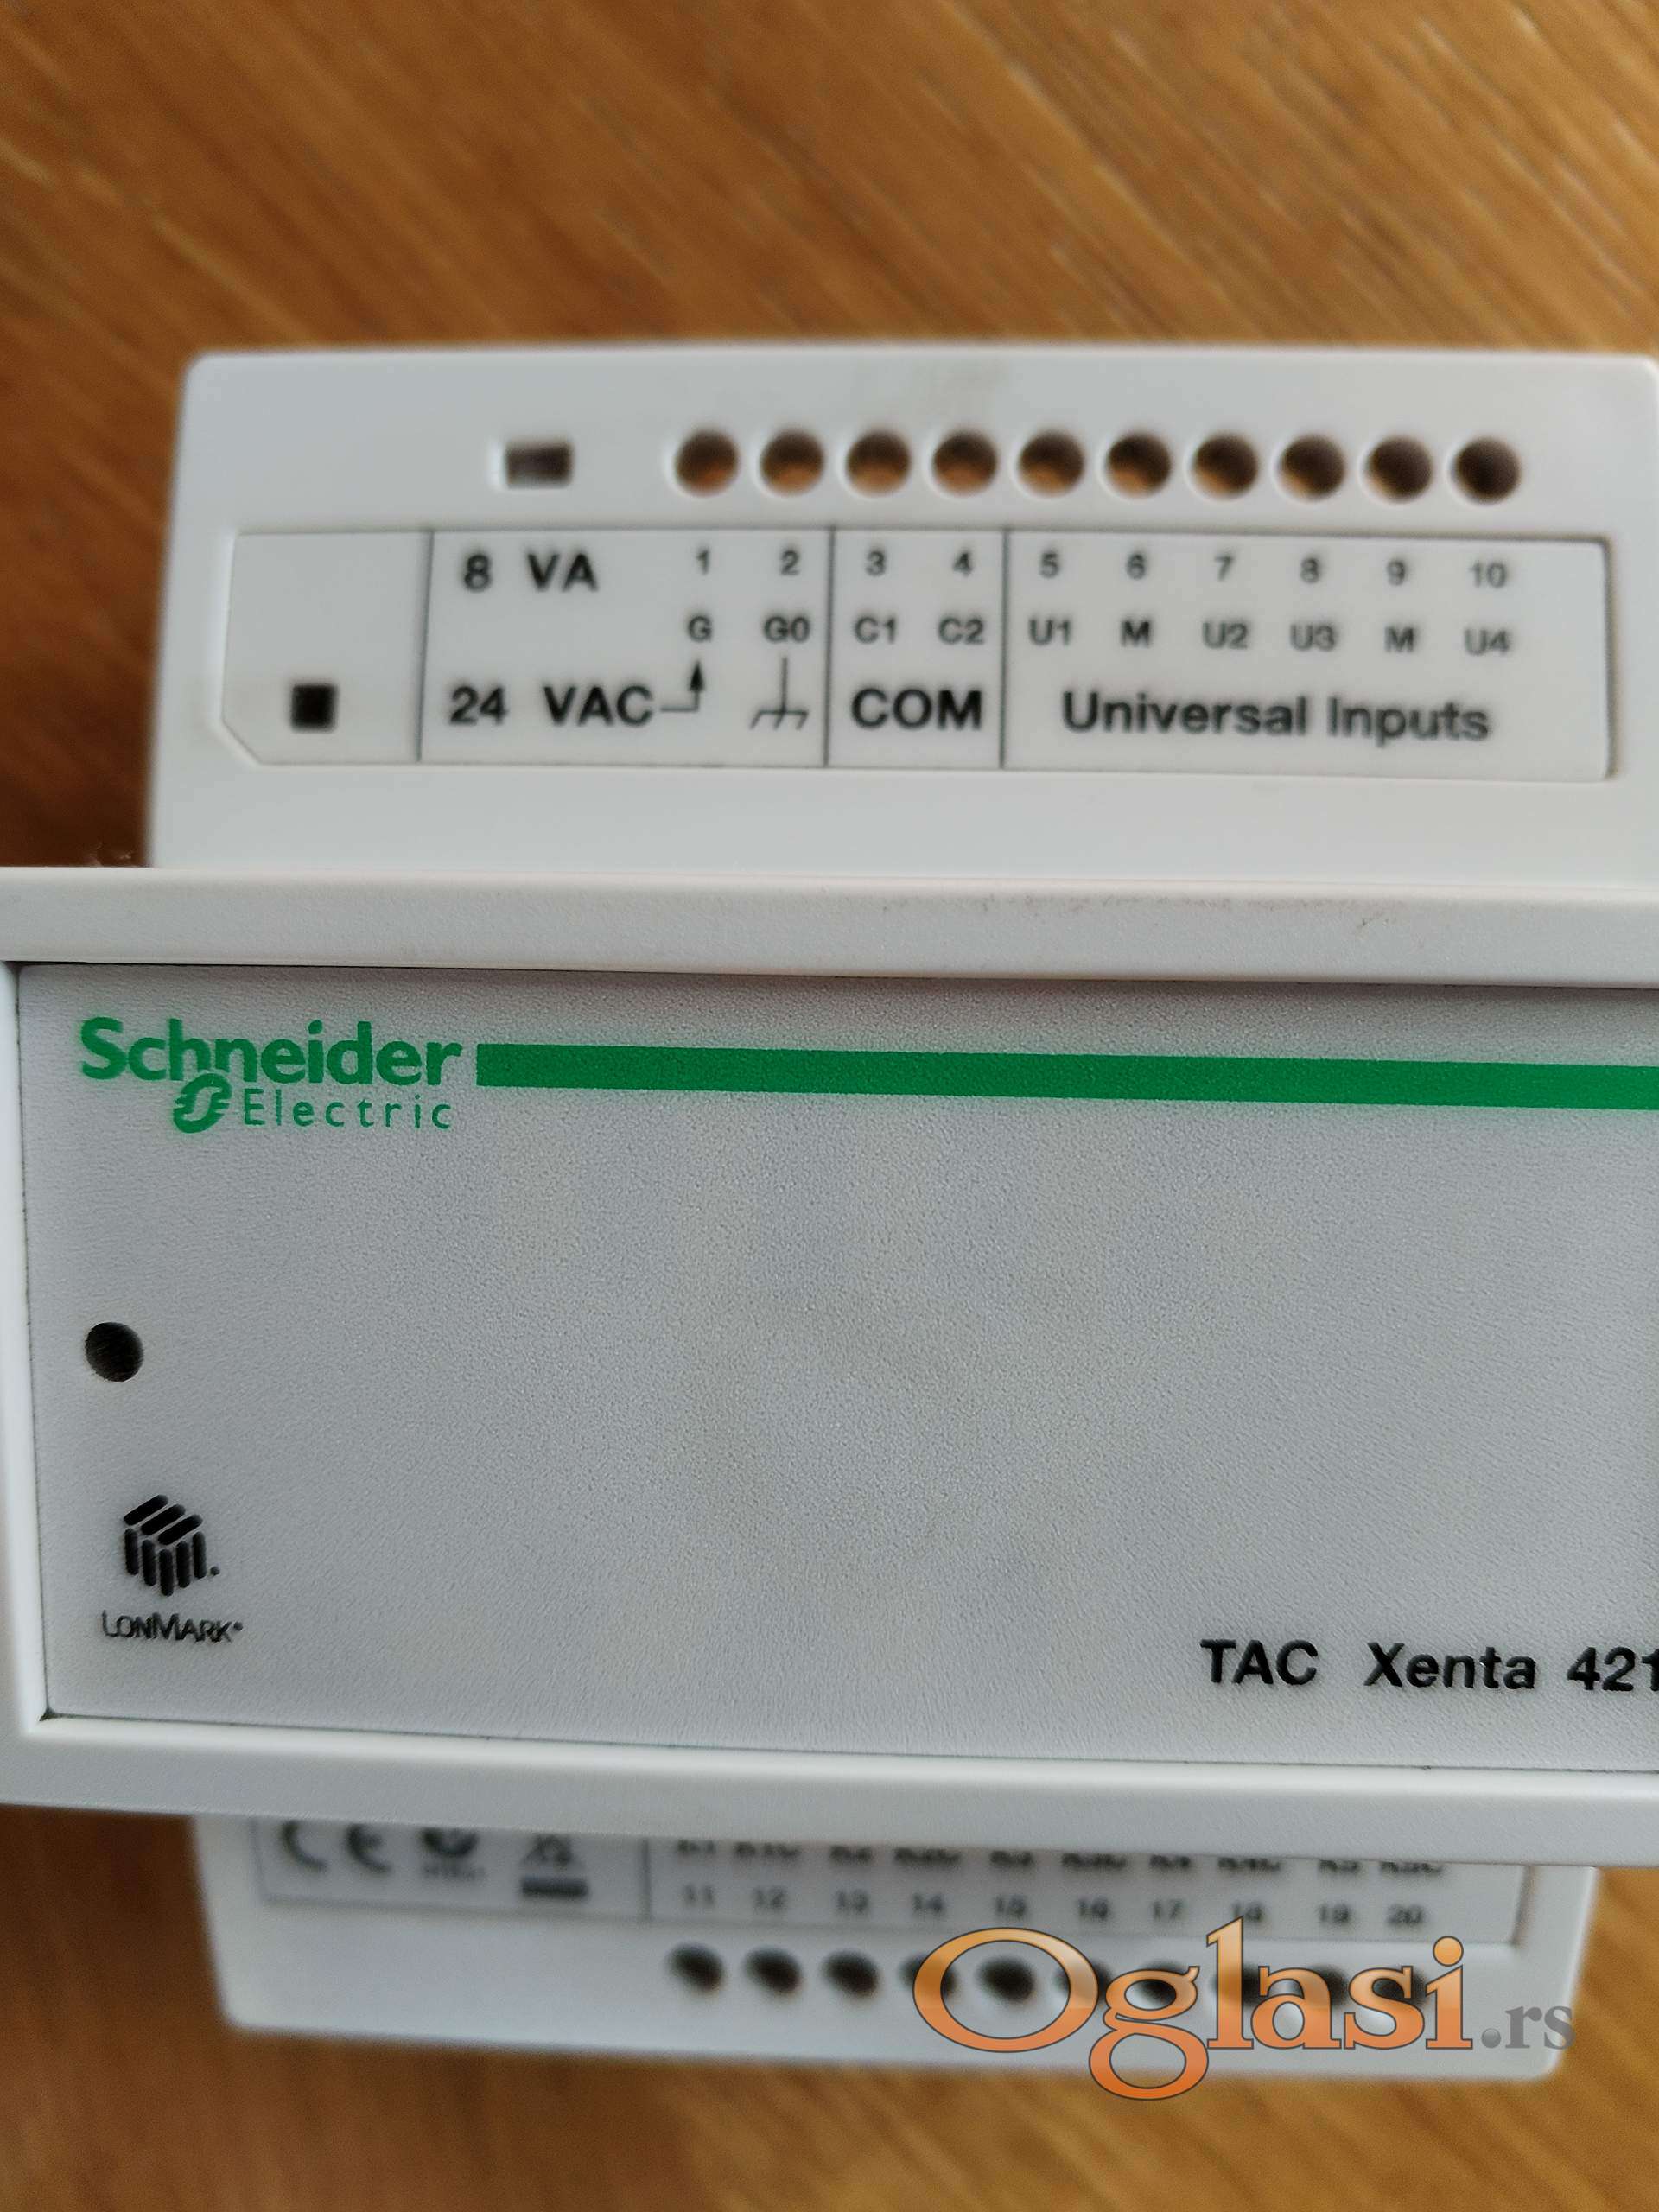 8 VA 1 2 3 4 5 6 7 8 9 10
G G0 C1 C2 U1 M U2 U3 M U4
24 VAC COM Universal Inputs
Schneider
Electric
LONMARK®
TAC Xenta 421
CE
11 12 13 14 15 16 17 18 19 20
Oglasi.rs